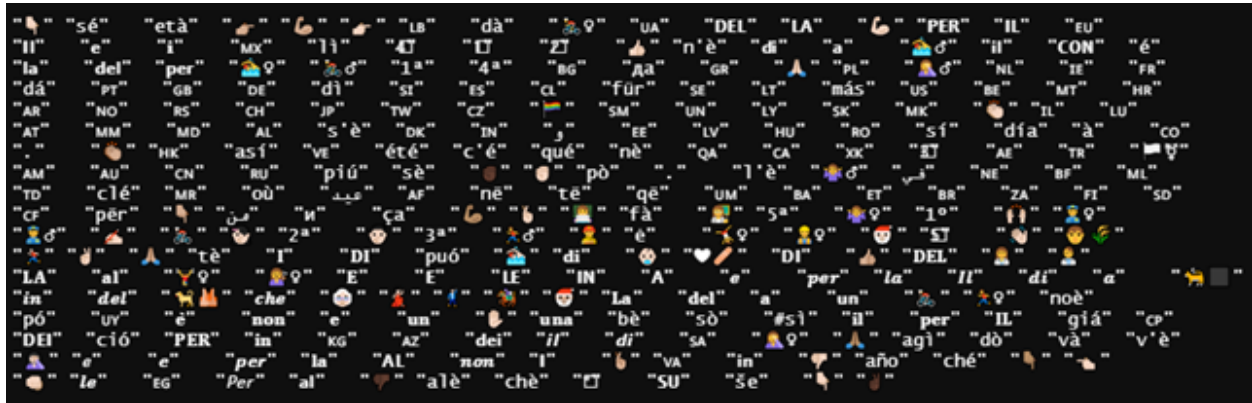 "👇🏻" "sé" "età" "👉🏼" "💪🏼" "👉🏻" "LB" "dà" "🚴🏼♀" "UA" "𝐃𝐄𝐋" "𝐋𝐀" "💪🏻" "𝐏𝐄𝐑" "𝐈𝐋" "EU"
"𝐈𝐥" "𝐞" "𝐢" "MX" "lì" "4⃣" "1⃣" "2⃣" "👍🏻" "n'è" "𝐝𝐢" "𝐚" "🏊🏼♂" "𝐢𝐥" "𝐂𝐎𝐍" "é"
"𝐥𝐚" "𝐝𝐞𝐥" "𝐩𝐞𝐫" "🏊🏼♀" "🚴🏼♂" "1ª" "4ª" "BG" "да" "GR" "🙏🏻" "PL" "🤦🏼♂" "NL" "IE" "FR"
"dá" "PT" "GB" "DE" "dì" "SI" "ES" "CL" "für" "SE" "LT" "más" "US" "BE" "MT" "HR"
"AR" "NO" "RS" "CH" "JP" "TW" "CZ" "🏳🌈" "SM" "UN" "LY" "SK" "MK" "👏🏻" "IL" "LU"
"AT" "MM" "MD" "AL" "s'è" "DK" "IN" "و" "EE" "LV" "HU" "RO" "sí" "día" "à" "CO"
"." "👏🏼" "HK" "así" "VE" "été" "c'é" "qué" "nè" "QA" "CA" "XK" "3⃣" "AE" "TR" "🏳⚧"
"AM" "AU" "CN" "RU" "piú" "sè" "✊🏿" "✊🏻" "pò" "." "l'è" "🤷🏼♂" "في" "NE" "BF" "ML"
"TD" "clé" "MR" "où" "عيد" "AF" "në" "të" "që" "UM" "BA" "ET" "BR" "ZA" "FI" "SD"
"CF" "për" "👇🏼" "من" "и" "ça" "💪🏽" "🤞🏻" "fà" "5ª" "🤷🏼♀" "1º"
"2ª" "3ª" "è" "5⃣"
"tè" "𝐈" "𝐃𝐈" "puó" "𝐝𝐢" "𝐃𝐈" "𝐃𝐄𝐋"
"𝐋𝐀" "𝐚𝐥" "𝐄" "𝐄" "𝐋𝐄" "𝐈𝐍" "𝐀" "𝒆" "𝒑𝒆𝒓" "𝒍𝒂" "𝑰𝒍" "𝒅𝒊" "𝒂"
"𝒊𝒏" "𝒅𝒆𝒍" "𝒄𝒉𝒆" "𝐋𝐚" "𝐝𝐞𝐥" "𝐚" "𝐮𝐧" "noè"
"pó" "UY" "𝐞̀" "𝐧𝐨𝐧" "𝐞" "𝐮𝐧" "𝐮𝐧𝐚" "bè" "sò" "#sì" "𝐢𝐥" "𝐩𝐞𝐫" "𝐈𝐋" "giá" "CP"
"𝐃𝐄𝐈" "ció" "𝐏𝐄𝐑" "𝐢𝐧" "KG" "AZ" "𝐝𝐞𝐢" "𝒊𝒍" "𝒅𝒊" "SA" "🤦🏼♀" "🙏🏼" "agì" "dò" "và" "v'è"
"🤦🏻" "𝒆" "𝐞" "𝒑𝒆𝒓" "𝐥𝐚" "𝐀𝐋" "𝒏𝒐𝒏" "𝐈" "VA" "𝐢𝐧" "👎🏻" "año" "ché" "👇🏽" "👈🏻"
"👊🏻" "𝒍𝒆" "EG" "𝘗𝘦𝘳" "𝐚𝐥" "👎🏿" "alè" "chè" "𝐒𝐔" "še" "👇🏻" "✌🏿"